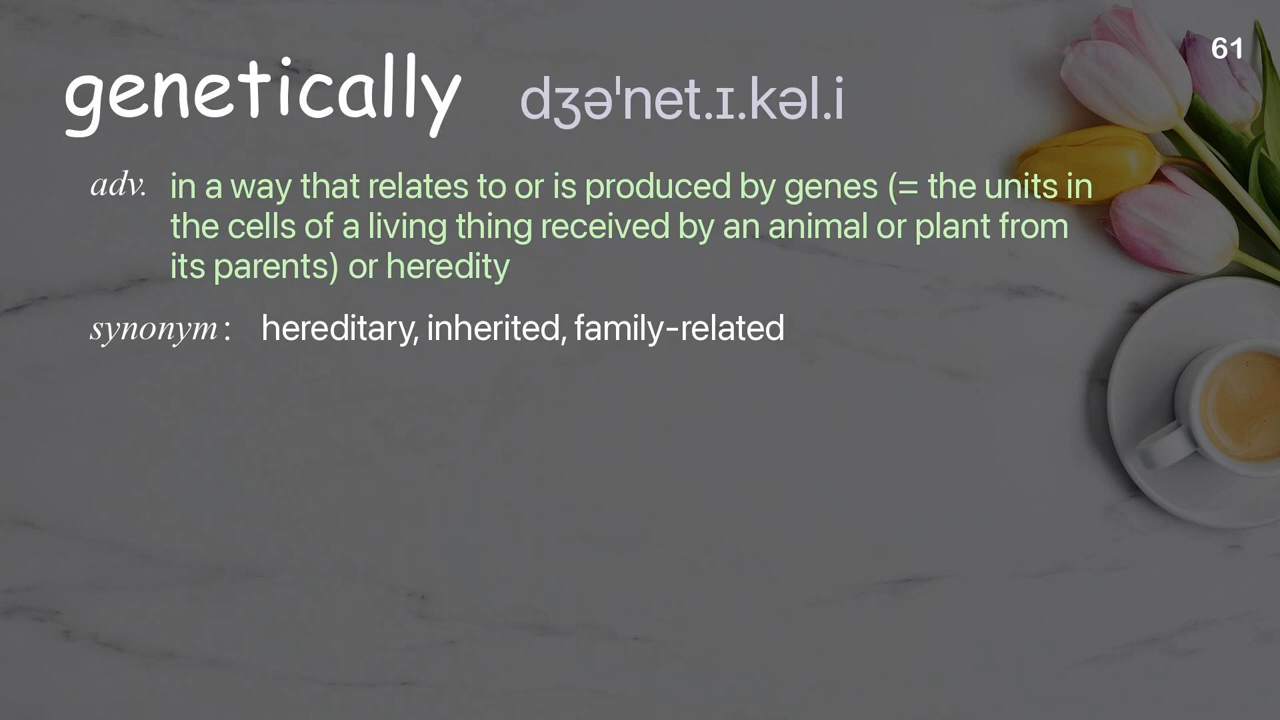 61
genetically dʒəˈnet.ɪ.kəl.i
adv. in a way that relates to or is produced by genes (= the units in
the cells of a living thing received by an animal or plant from
its parents) or heredity
synonym: hereditary, inherited, family-related